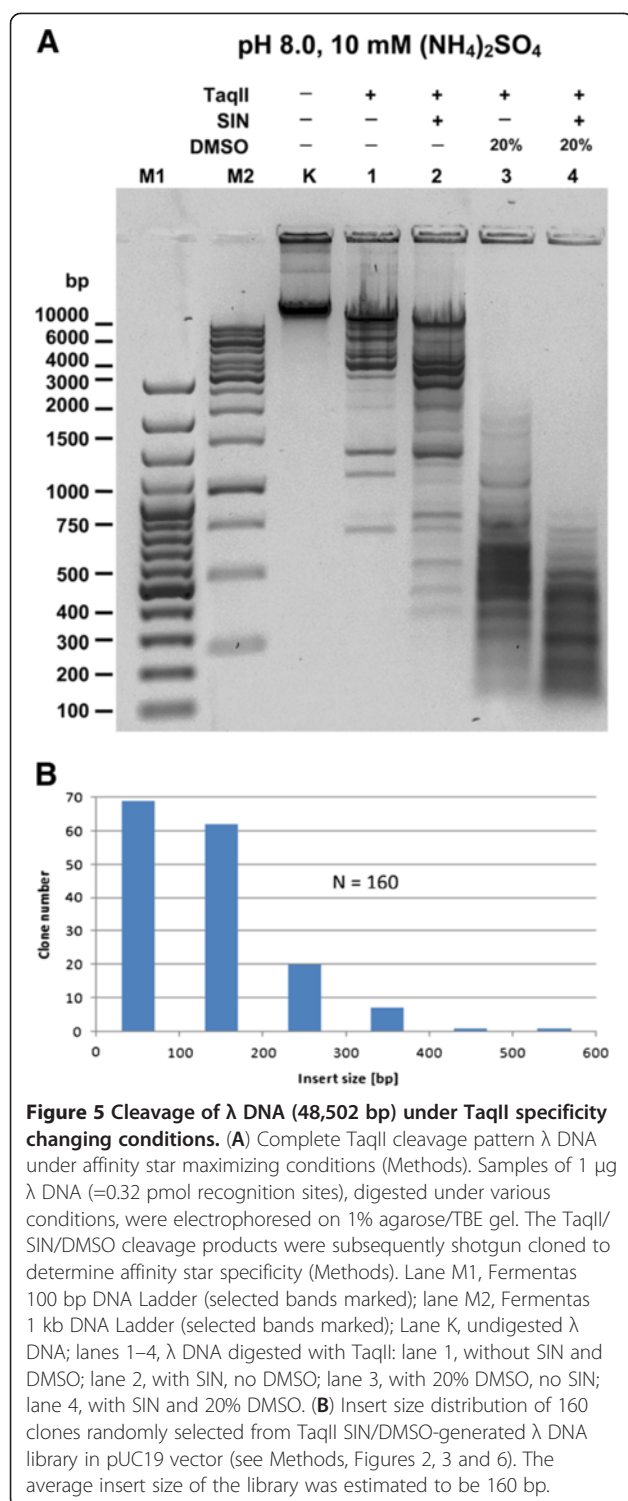 A
pH 8.0, 10 mM (NH₄)₂SO₄
TaqII – + + + +
SIN – – + – +
DMSO – – – 20% 20%
M1 M2 K 1 2 3 4
bp
10000
6000
4000
3000
2000
1500
1000
750
500
400
300
200
100
B
70
60
50
40
30
20
10
0
Clone number
N = 160
0 100 200 300 400 500 600
Insert size [bp]
Figure 5 Cleavage of λ DNA (48,502 bp) under TaqII specificity
changing conditions. (A) Complete TaqII cleavage pattern λ DNA
under affinity star maximizing conditions (Methods). Samples of 1 μg
λ DNA (=0.32 pmol recognition sites), digested under various
conditions, were electrophoresed on 1% agarose/TBE gel. The TaqII/
SIN/DMSO cleavage products were subsequently shotgun cloned to
determine affinity star specificity (Methods). Lane M1, Fermentas
100 bp DNA Ladder (selected bands marked); lane M2, Fermentas
1 kb DNA Ladder (selected bands marked); Lane K, undigested λ
DNA; lanes 1–4, λ DNA digested with TaqII: lane 1, without SIN and
DMSO; lane 2, with SIN, no DMSO; lane 3, with 20% DMSO, no SIN;
lane 4, with SIN and 20% DMSO. (B) Insert size distribution of 160
clones randomly selected from TaqII SIN/DMSO-generated λ DNA
library in pUC19 vector (see Methods, Figures 2, 3 and 6). The
average insert size of the library was estimated to be 160 bp.